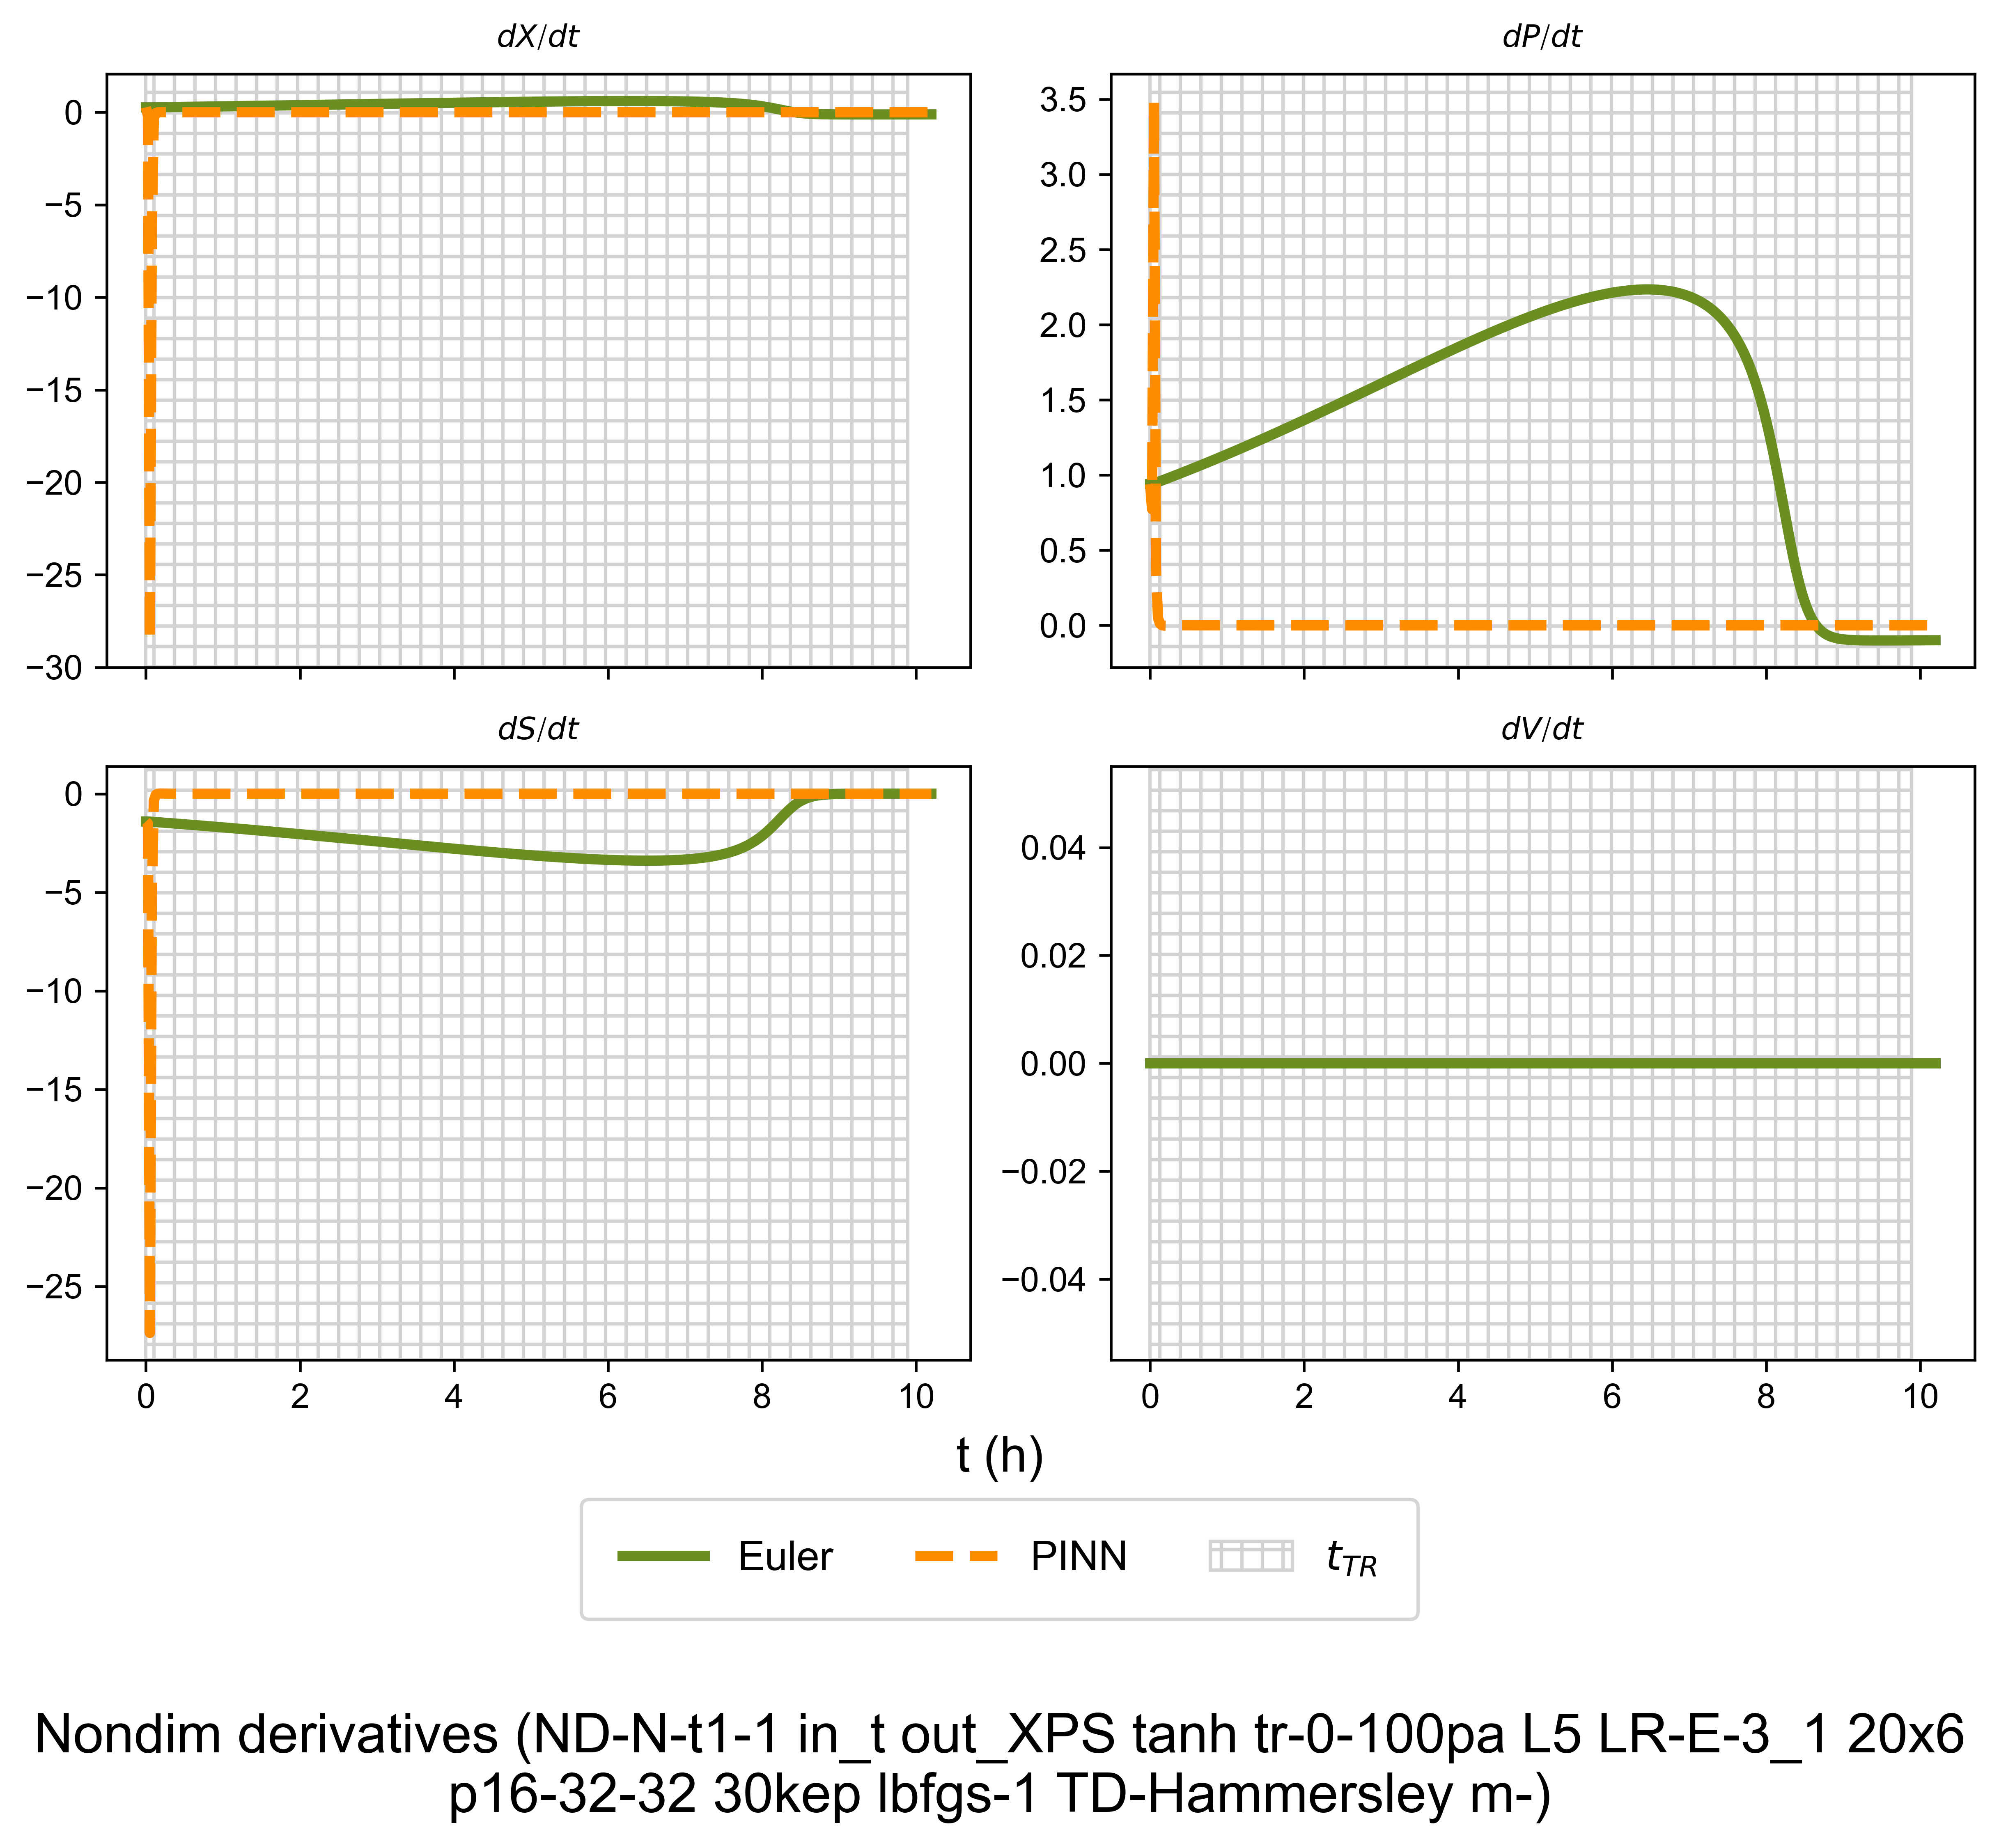 dX/dt
dP/dt
0
−5
−10
−15
−20
−25
−30
3.5
3.0
2.5
2.0
1.5
1.0
0.5
0.0
dS/dt
dV/dt
0
−5
−10
−15
−20
−25
0.04
0.02
0.00
−0.02
−0.04
0 2 4 6 8 10
0 2 4 6 8 10
t (h)
Euler PINN t_TR
Nondim derivatives (ND-N-t1-1 in_t out_XPS tanh tr-0-100pa L5 LR-E-3_1 20x6
p16-32-32 30kep lbfgs-1 TD-Hammersley m-)